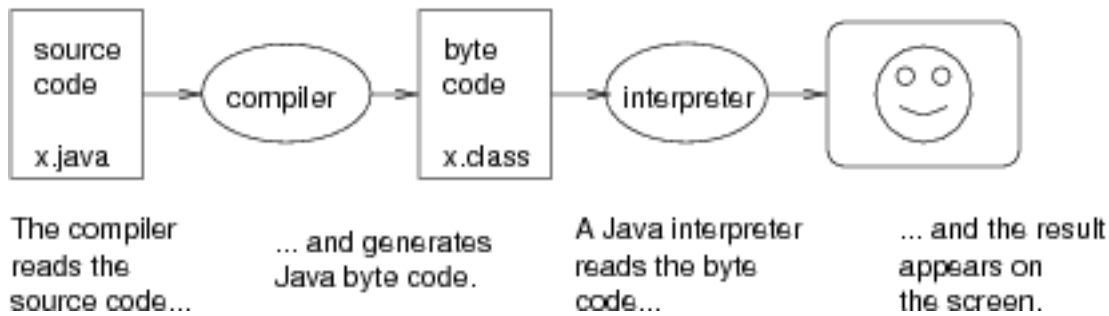 source
code
x.java
compiler
byte
code
x.class
interpreter
The compiler
reads the
source code...
... and generates
Java byte code.
A Java interpreter
reads the byte
code...
... and the result
appears on
the screen.